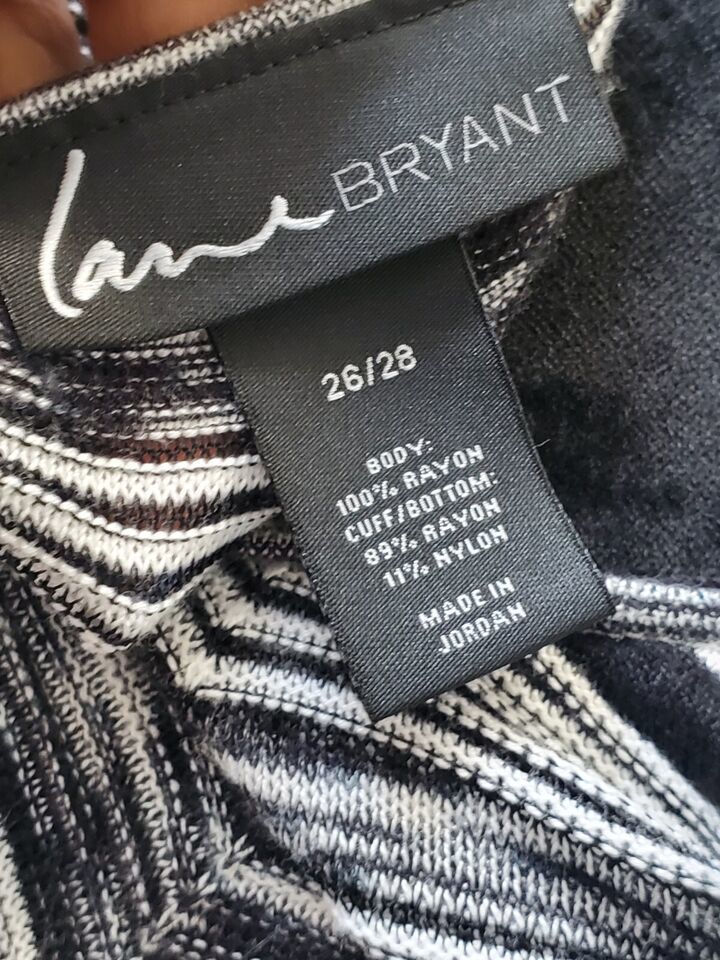 lane BRYANT
26/28
BODY:
100% RAYON
CUFF/BOTTOM:
89% RAYON
11% NYLON
MADE IN
JORDAN